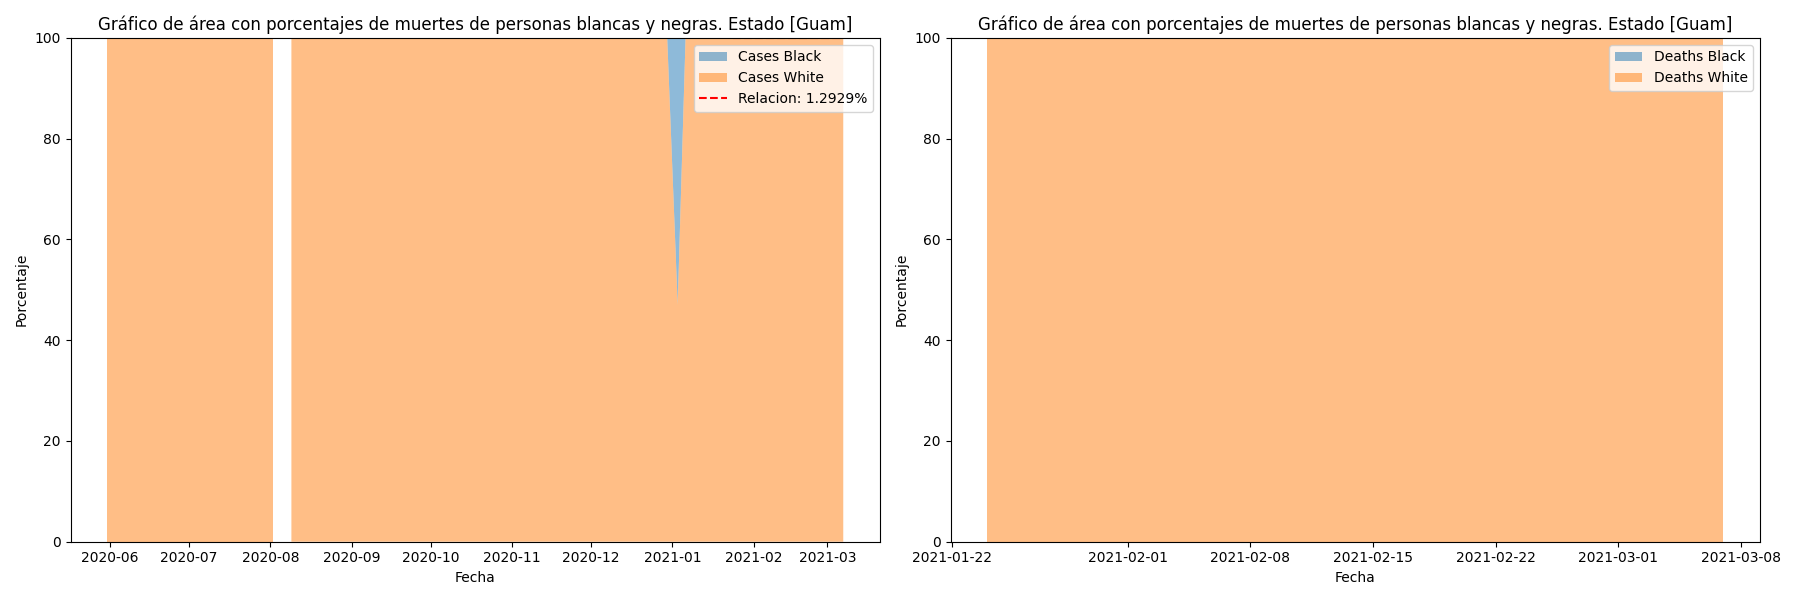 Gráfico de área con porcentajes de muertes de personas blancas y negras. Estado [Guam]
100
80
60
40
20
0
Porcentaje
Cases Black
Cases White
Relacion: 1.2929%
2020-06 2020-07 2020-08 2020-09 2020-10 2020-11 2020-12 2021-01 2021-02 2021-03
Fecha
Gráfico de área con porcentajes de muertes de personas blancas y negras. Estado [Guam]
100
80
60
40
20
0
Porcentaje
Deaths Black
Deaths White
2021-01-22 2021-02-01 2021-02-08 2021-02-15 2021-02-22 2021-03-01 2021-03-08
Fecha